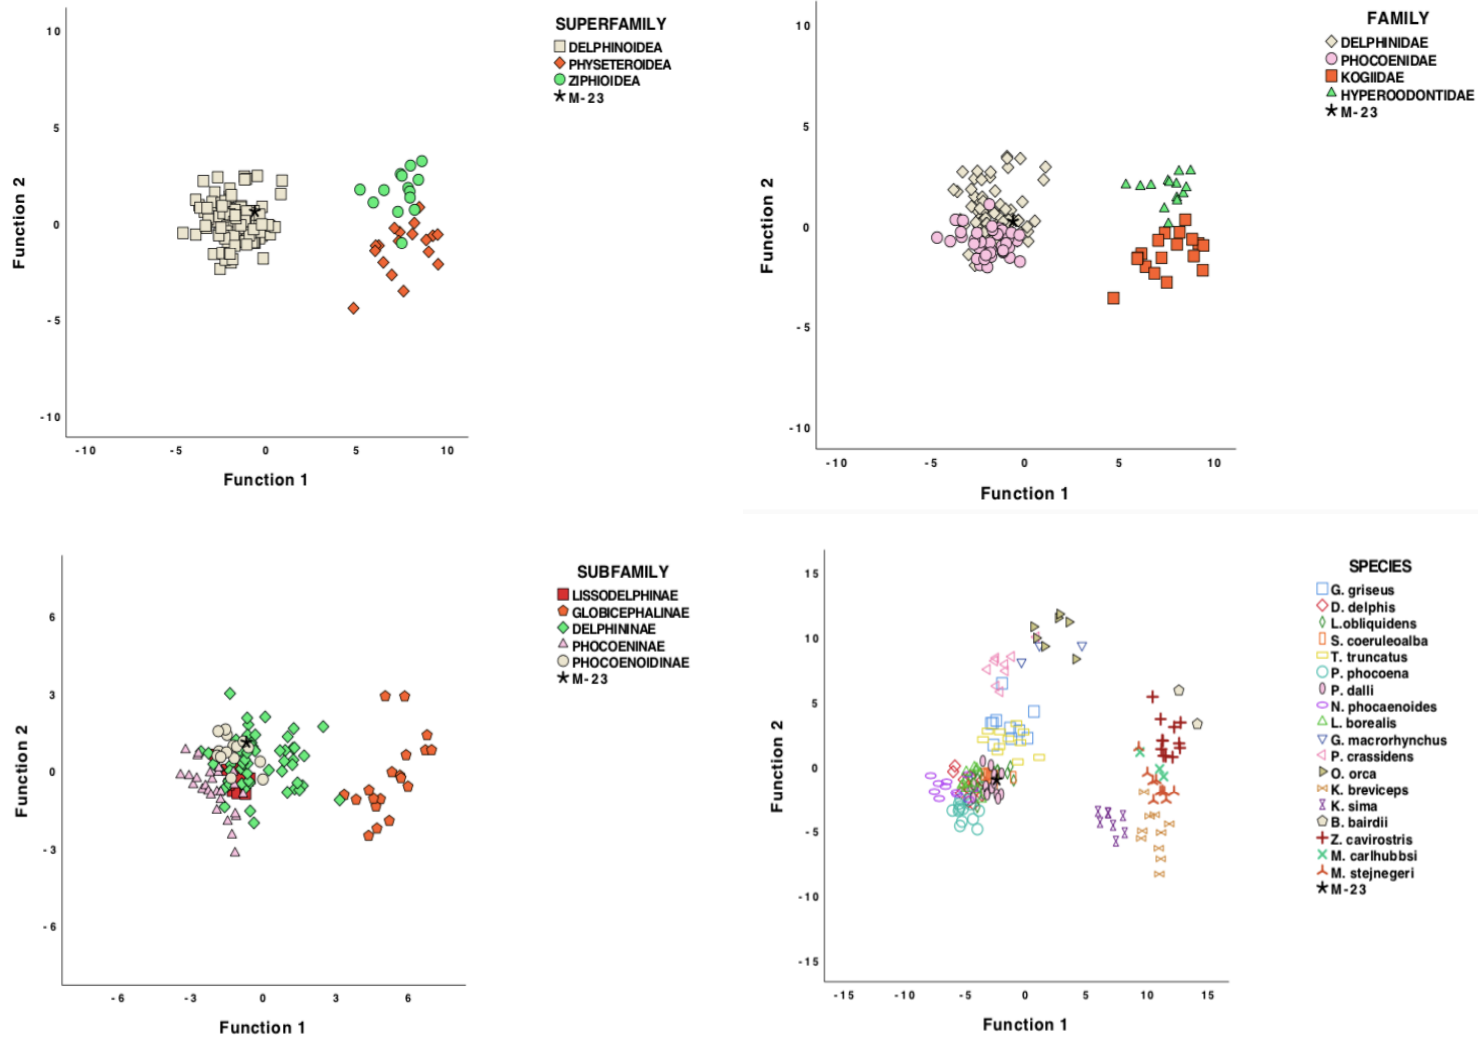 SUPERFAMILY
DELPHINOIDEA
PHYSETEROIDEA
ZIPHIOIDEA
M-23
10
5
0
-5
-10
Function 2
-10 -5 0 5 10
Function 1
FAMILY
DELPHINIDAE
PHOCOENIDAE
KOGIIDAE
HYPEROODONTIDAE
M-23
10
5
0
-5
-10
Function 2
-10 -5 0 5 10
Function 1
SUBFAMILY
LISSODELPHINAE
GLOBICEPHALINAE
DELPHININAE
PHOCOENINAE
PHOCOENOIDINAE
M-23
6
3
0
-3
-6
Function 2
-6 -3 0 3 6
Function 1
SPECIES
G. griseus
D. delphis
L.obliquidens
S. coeruleoalba
T. truncatus
P. phocoena
P. dalli
N. phocaenoides
L. borealis
G. macrorhynchus
P. crassidens
O. orca
K. breviceps
K. sima
B. bairdii
Z. cavirostris
M. carlhubbsi
M. stejnegeri
M-23
15
10
5
0
-5
-10
-15
Function 2
-15 -10 -5 0 5 10 15
Function 1